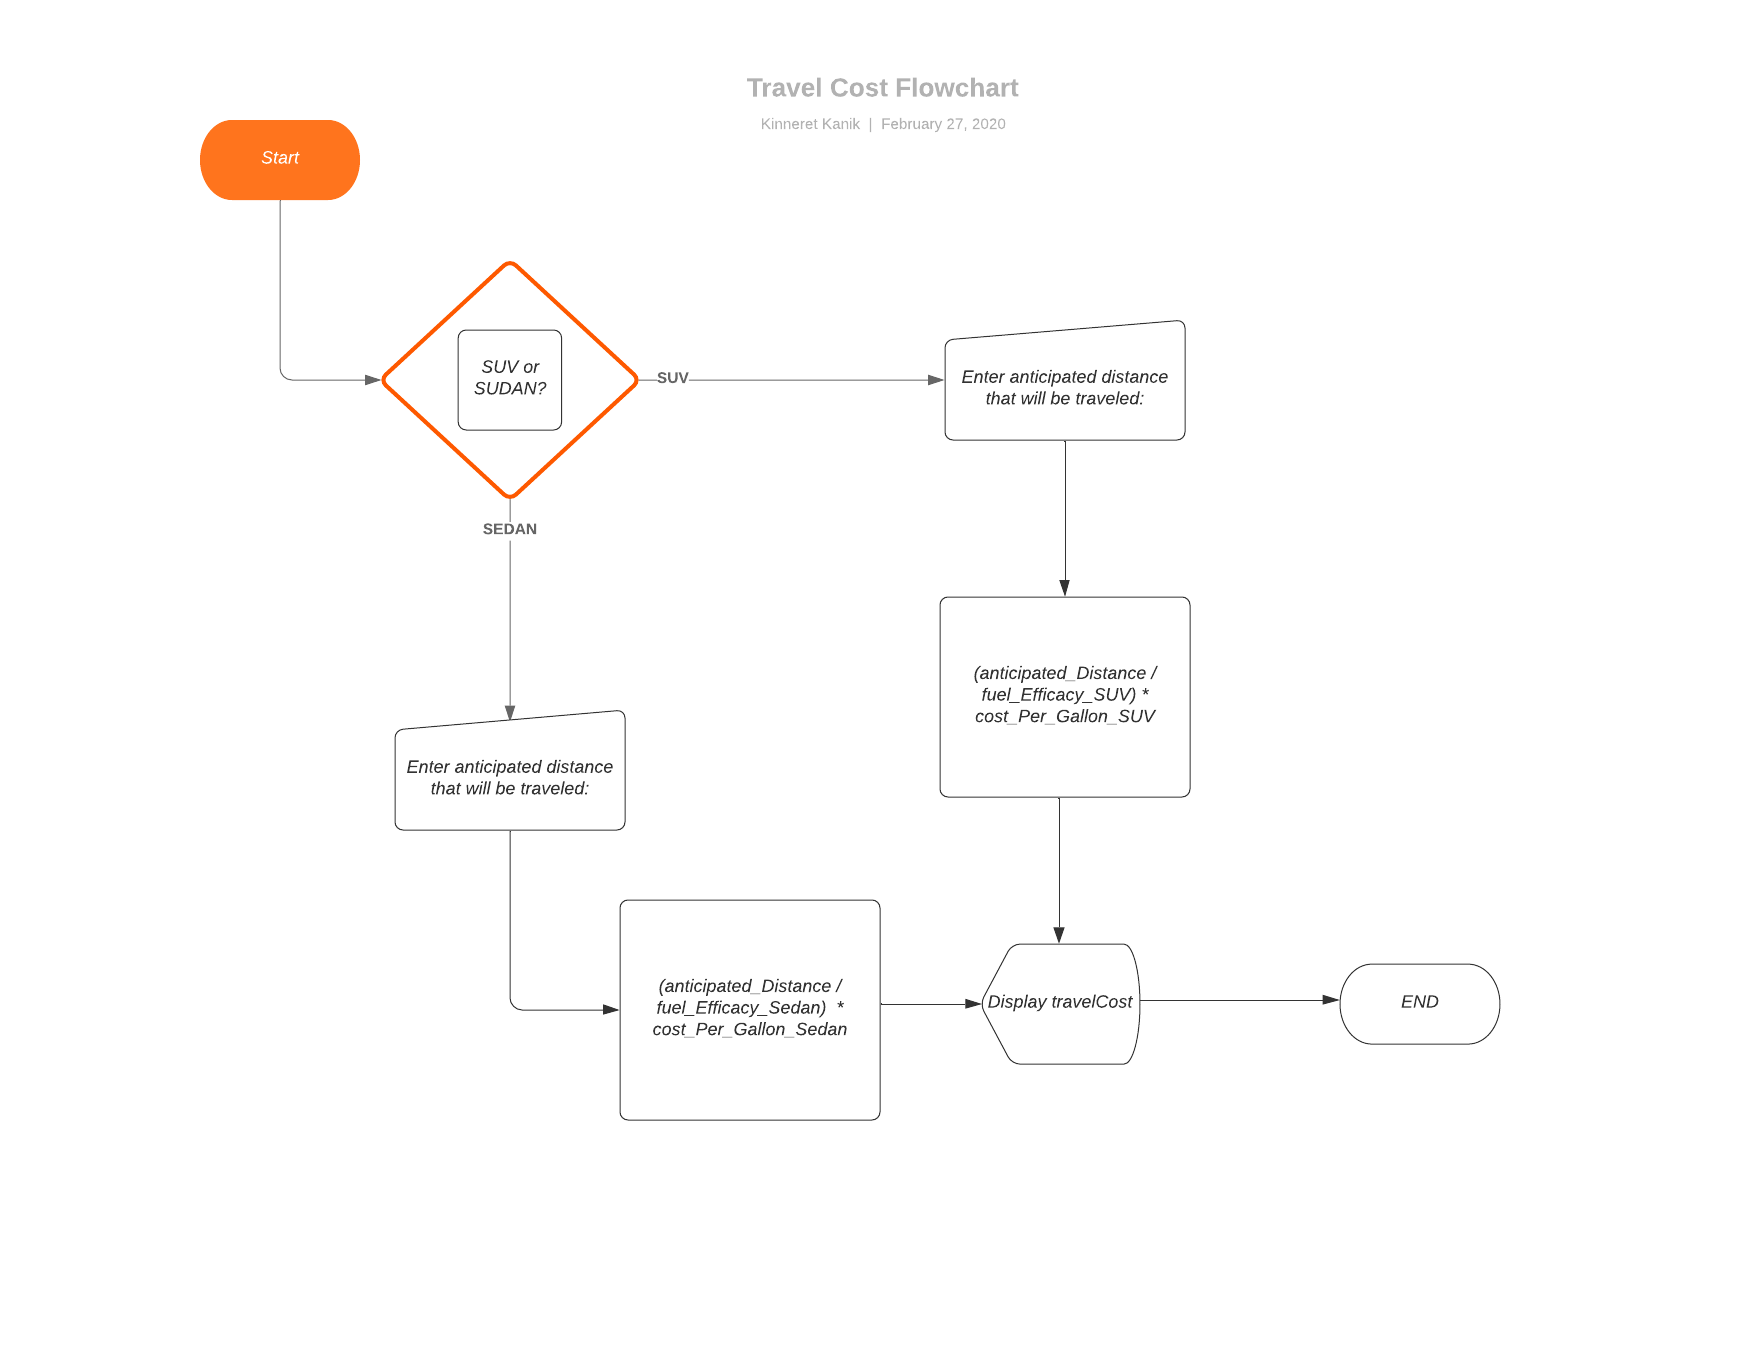 Travel Cost Flowchart
Kinneret Kanik | February 27, 2020
Start
SUV or
SUDAN?
SUV
Enter anticipated distance
that will be traveled:
SEDAN
(anticipated_Distance /
fuel_Efficacy_SUV) *
cost_Per_Gallon_SUV
Enter anticipated distance
that will be traveled:
(anticipated_Distance /
fuel_Efficacy_Sedan) *
cost_Per_Gallon_Sedan
Display travelCost
END